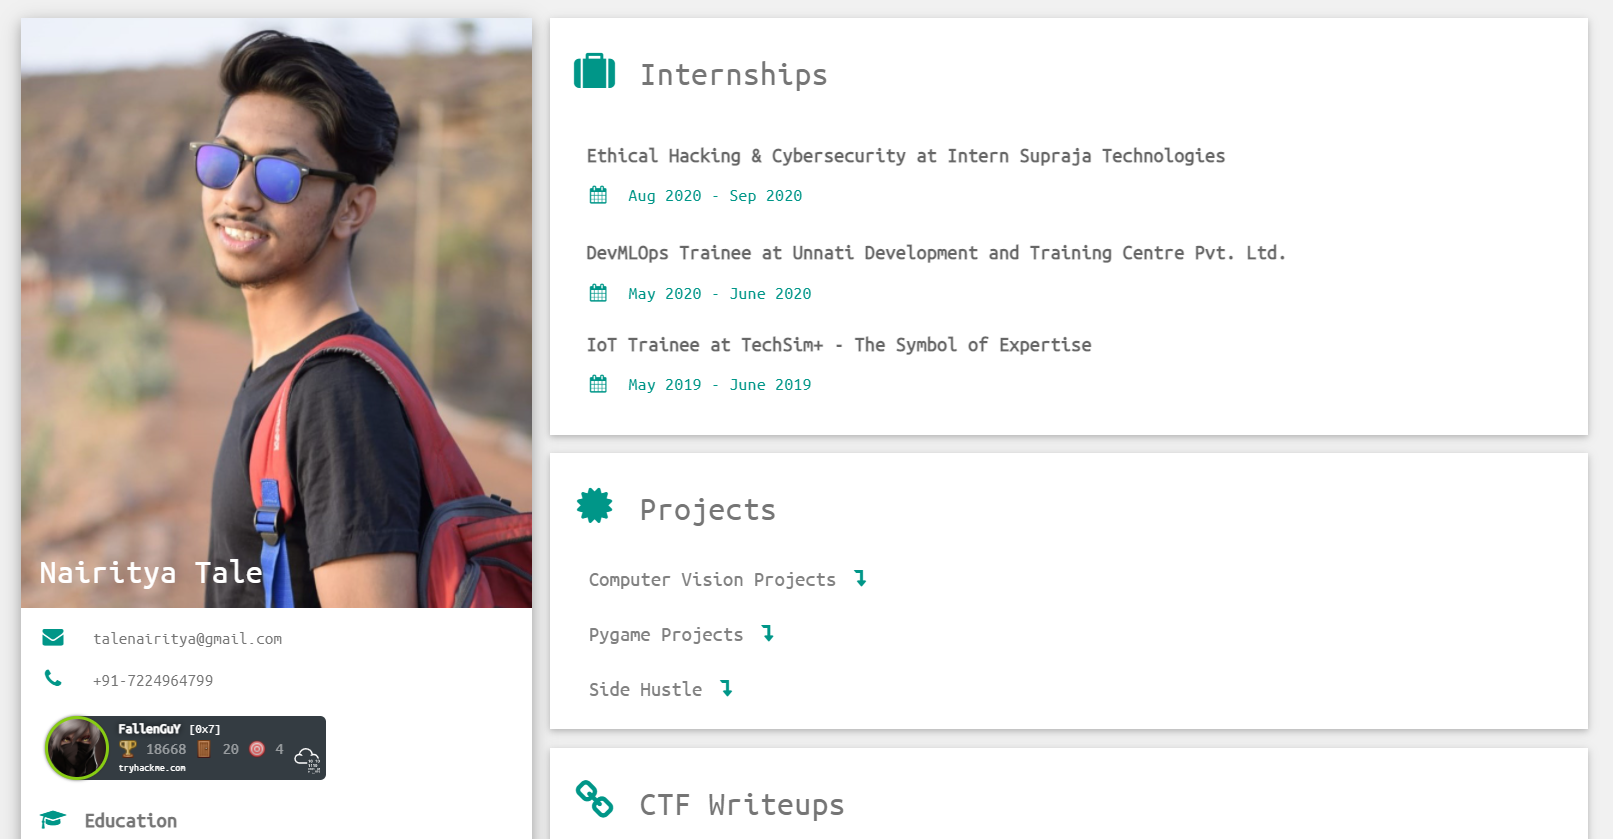 Nairitya Tale
talenairitya@gmail.com
+91-7224964799
FallenGuY [0x7]
18668 20 4
tryhackme.com
Education
Internships
Ethical Hacking & Cybersecurity at Intern Supraja Technologies
Aug 2020 - Sep 2020
DevMLOps Trainee at Unnati Development and Training Centre Pvt. Ltd.
May 2020 - June 2020
IoT Trainee at TechSim+ - The Symbol of Expertise
May 2019 - June 2019
Projects
Computer Vision Projects
Pygame Projects
Side Hustle
CTF Writeups